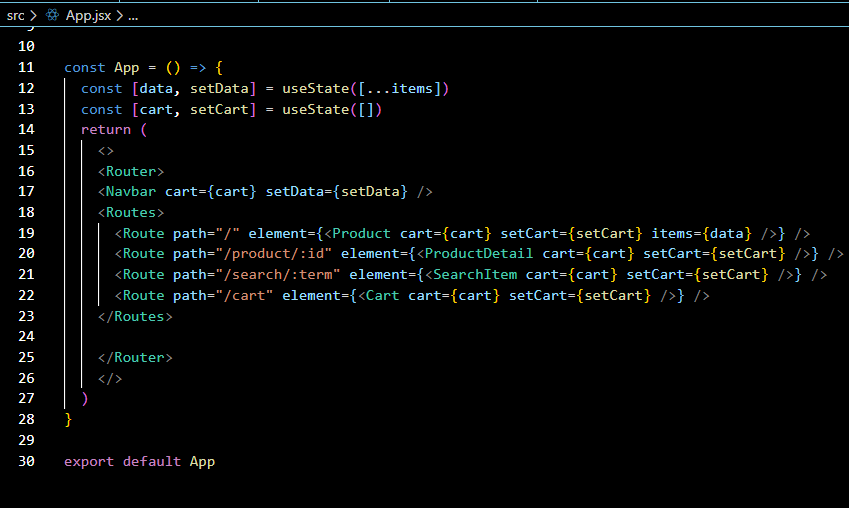 src > App.jsx > ...
9
10
11 const App = () => {
12 const [data, setData] = useState([...items])
13 const [cart, setCart] = useState([])
14 return (
15 <>
16 <Router>
17 <Navbar cart={cart} setData={setData} />
18 <Routes>
19 <Route path="/" element={<Product cart={cart} setCart={setCart} items={data} />} />
20 <Route path="/product/:id" element={<ProductDetail cart={cart} setCart={setCart} />} />
21 <Route path="/search/:term" element={<SearchItem cart={cart} setCart={setCart} />} />
22 <Route path="/cart" element={<Cart cart={cart} setCart={setCart} />} />
23 </Routes>
24
25 </Router>
26 </>
27 )
28 }
29
30 export default App